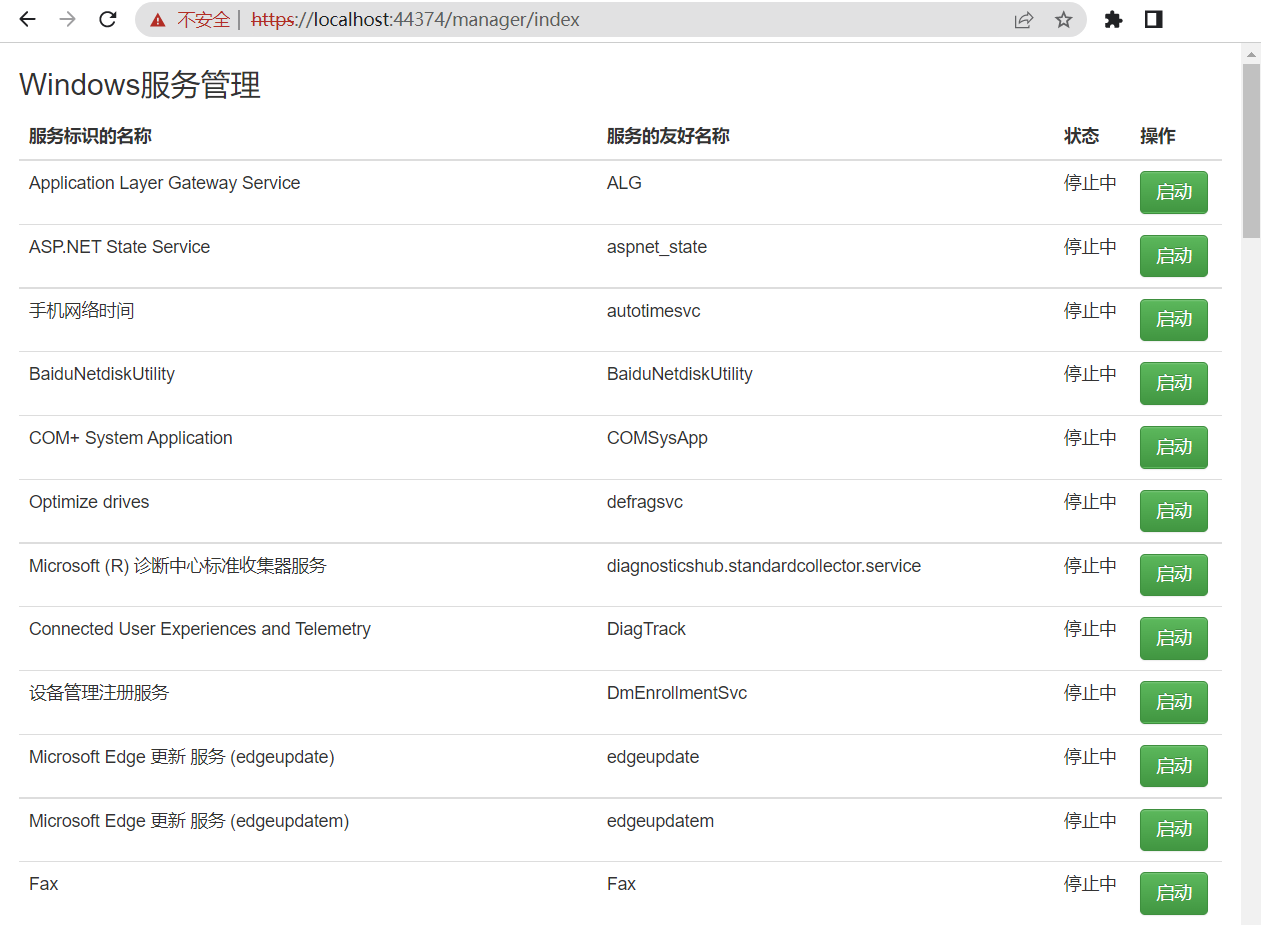 不安全 | https://localhost:44374/manager/index
Windows服务管理
服务标识的名称 服务的友好名称 状态 操作
Application Layer Gateway Service ALG 停止中 启动
ASP.NET State Service aspnet_state 停止中 启动
手机网络时间 autotimesvc 停止中 启动
BaiduNetdiskUtility BaiduNetdiskUtility 停止中 启动
COM+ System Application COMSysApp 停止中 启动
Optimize drives defragsvc 停止中 启动
Microsoft (R) 诊断中心标准收集器服务 diagnosticshub.standardcollector.service 停止中 启动
Connected User Experiences and Telemetry DiagTrack 停止中 启动
设备管理注册服务 DmEnrollmentSvc 停止中 启动
Microsoft Edge 更新 服务 (edgeupdate) edgeupdate 停止中 启动
Microsoft Edge 更新 服务 (edgeupdatem) edgeupdatem 停止中 启动
Fax Fax 停止中 启动